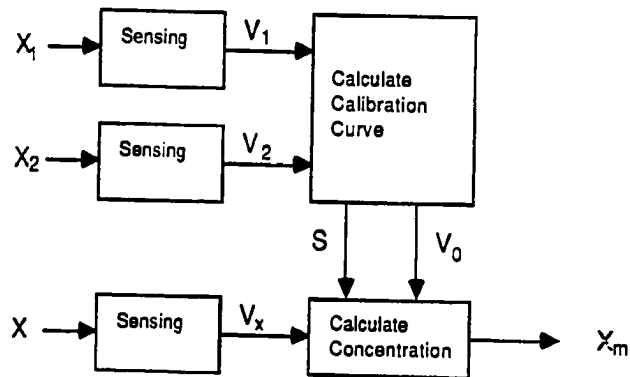 X1
Sensing
V1
Calculate
Calibration
Curve
X2
Sensing
V2
S
V0
X
Sensing
Vx
Calculate
Concentration
Xm